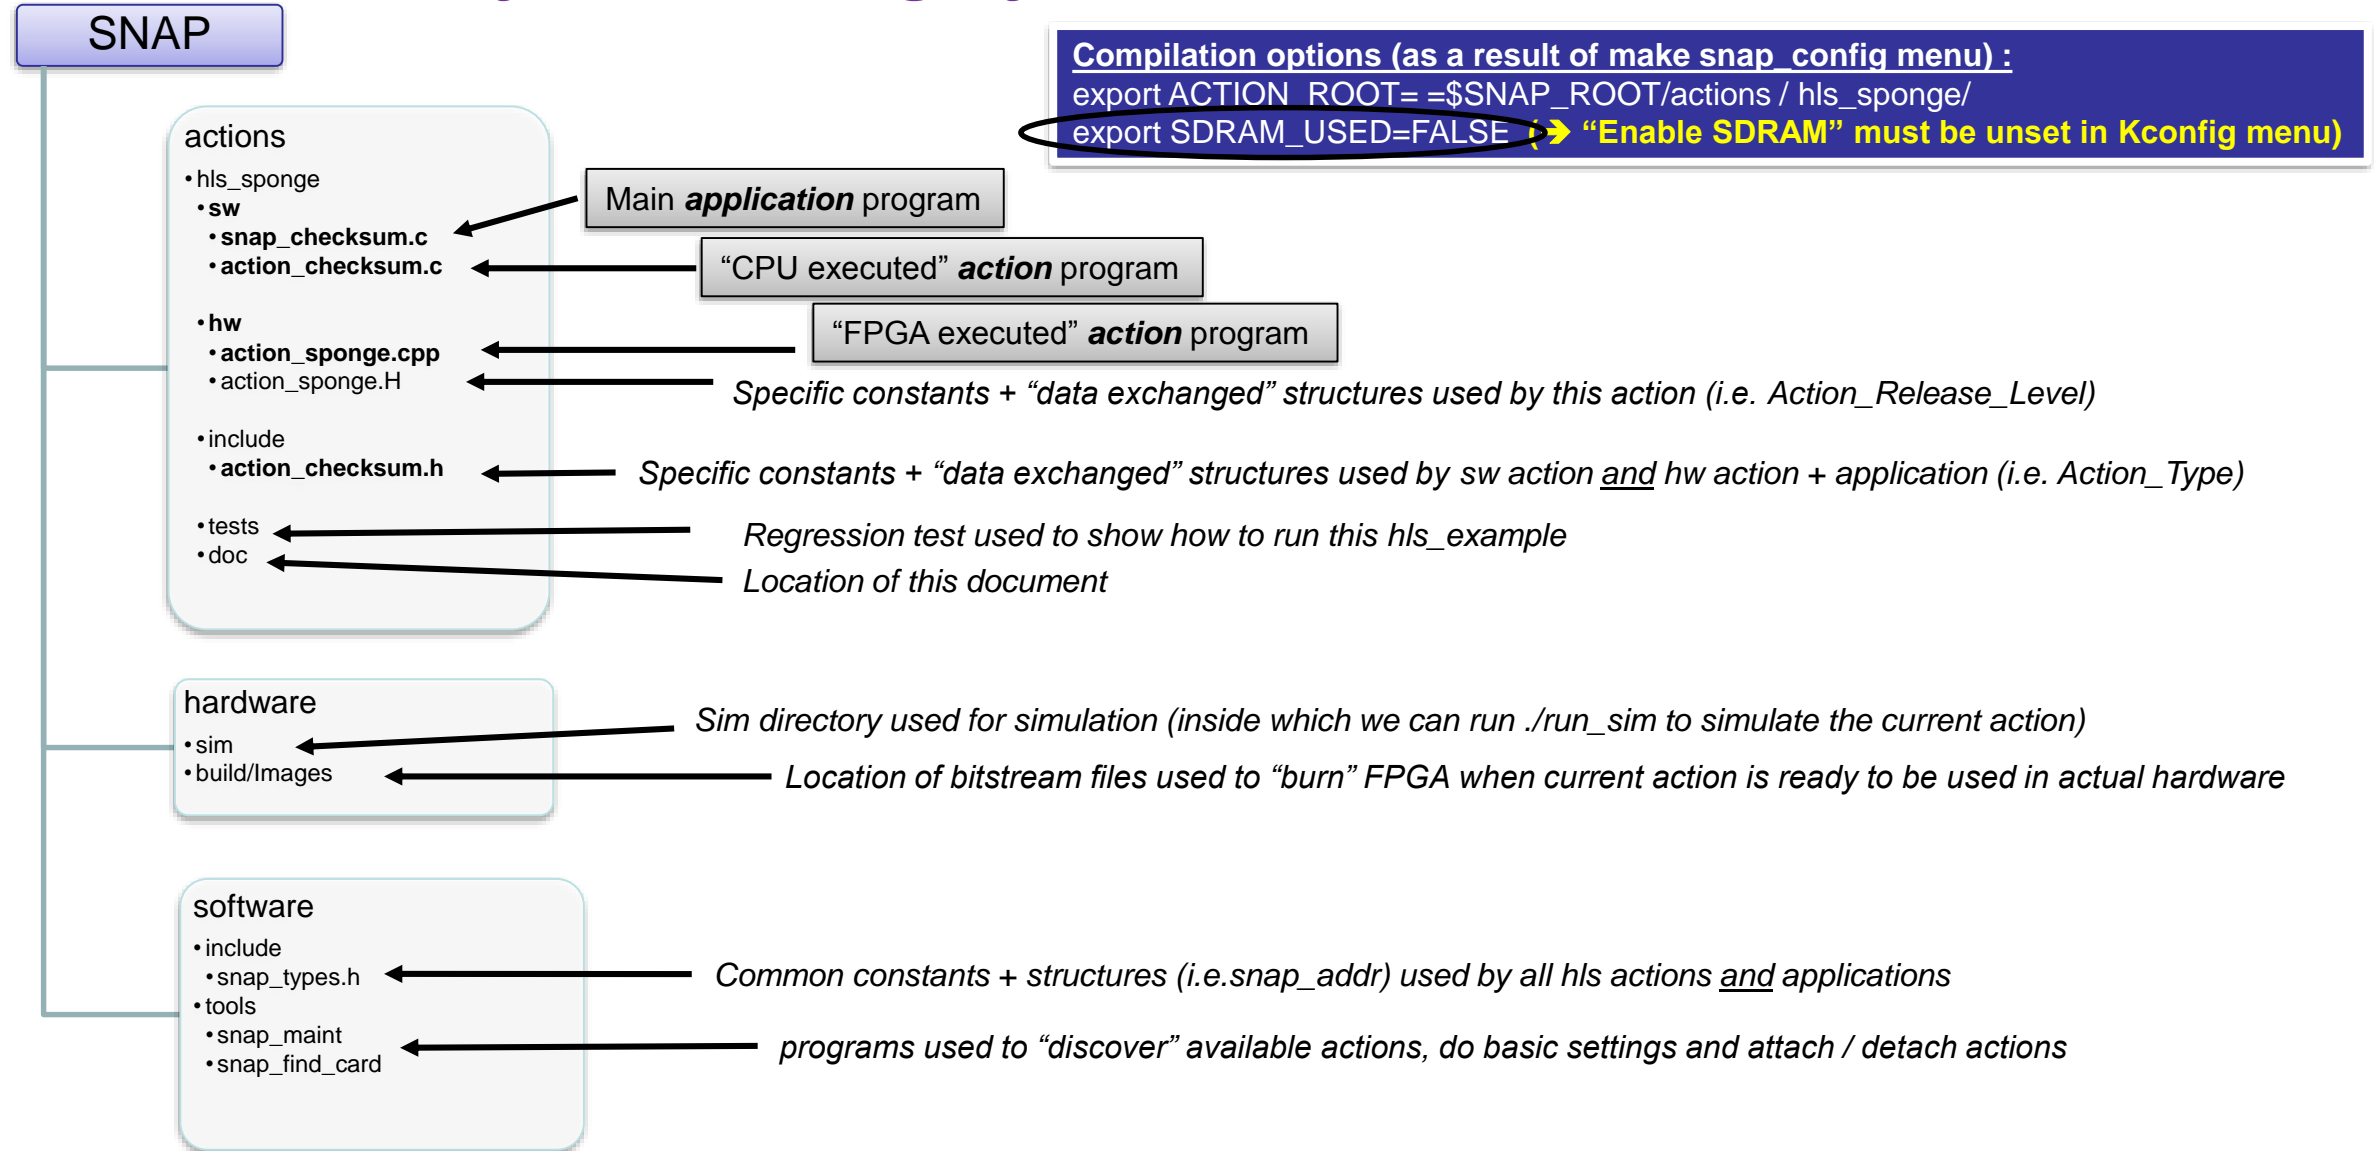 SNAP
Compilation options (as a result of make snap_config menu) :
export ACTION_ROOT= =$SNAP_ROOT/actions / hls_sponge/
export SDRAM_USED=FALSE (➔ “Enable SDRAM” must be unset in Kconfig menu)
actions
•hls_sponge
•sw
•snap_checksum.c
•action_checksum.c
•hw
•action_sponge.cpp
•action_sponge.H
•include
•action_checksum.h
•tests
•doc
Main application program
“CPU executed” action program
“FPGA executed” action program
Specific constants + “data exchanged” structures used by this action (i.e. Action_Release_Level)
Specific constants + “data exchanged” structures used by sw action and hw action + application (i.e. Action_Type)
Regression test used to show how to run this hls_example
Location of this document
hardware
•sim
•build/Images
Sim directory used for simulation (inside which we can run ./run_sim to simulate the current action)
Location of bitstream files used to “burn” FPGA when current action is ready to be used in actual hardware
software
•include
•snap_types.h
•tools
•snap_maint
•snap_find_card
Common constants + structures (i.e.snap_addr) used by all hls actions and applications
programs used to “discover” available actions, do basic settings and attach / detach actions